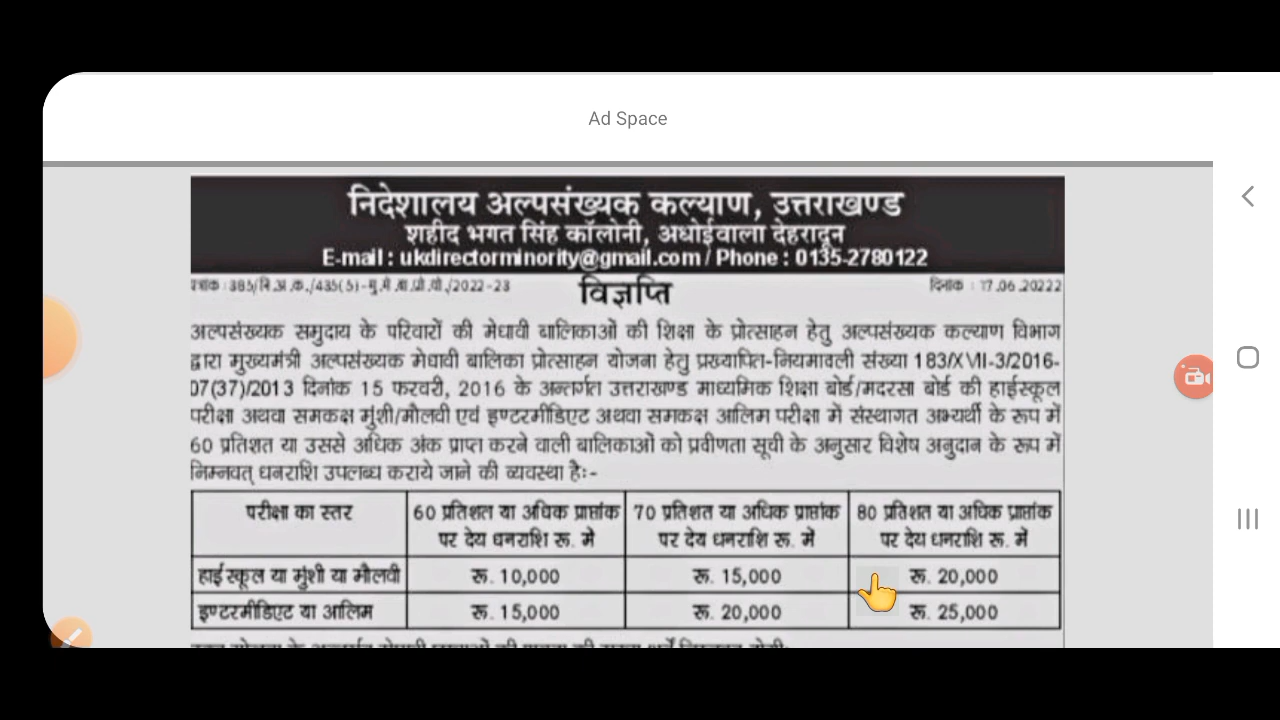 Ad Space
निदेशालय अल्पसंख्यक कल्याण, उत्तराखण्ड
शहीद भगत सिंह कॉलोनी, अधोईवाला देहरादून
E-mail : ukdirectorminority@gmail.com / Phone : 0135-2780122
विज्ञप्ति
दिनांक : 17.06.20222
अल्पसंख्यक समुदाय के परिवारों की मेधावी बालिकाओं की शिक्षा के प्रोत्साहन हेतु अल्पसंख्यक कल्याण विभाग
द्वारा मुख्यमंत्री अल्पसंख्यक मेधावी बालिका प्रोत्साहन योजना हेतु प्रख्यापित-नियमावली संख्या 183/XVII-3/2016-
07(37)/2013 दिनांक 15 फरवरी, 2016 के अन्तर्गत उत्तराखण्ड माध्यमिक शिक्षा बोर्ड/मदरसा बोर्ड की हाईस्कूल
परीक्षा अथवा समकक्ष मुंशी/मौलवी एवं इण्टरमीडिएट अथवा समकक्ष आलिम परीक्षा में संस्थागत अभ्यर्थी के रूप में
60 प्रतिशत या उससे अधिक अंक प्राप्त करने वाली बालिकाओं को प्रवीणता सूची के अनुसार विशेष अनुदान के रूप में
निम्नवत् धनराशि उपलब्ध कराये जाने की व्यवस्था है:-
परीक्षा का स्तर
60 प्रतिशत या अधिक प्राप्तांक
पर देय धनराशि रू. में
70 प्रतिशत या अधिक प्राप्तांक
पर देय धनराशि रू. में
80 प्रतिशत या अधिक प्राप्तांक
पर देय धनराशि रू. में
हाई स्कूल या मुंशी या मौलवी
रू. 10,000
रू. 15,000
रू. 20,000
इण्टरमीडिएट या आलिम
रू. 15,000
रू. 20,000
रू. 25,000